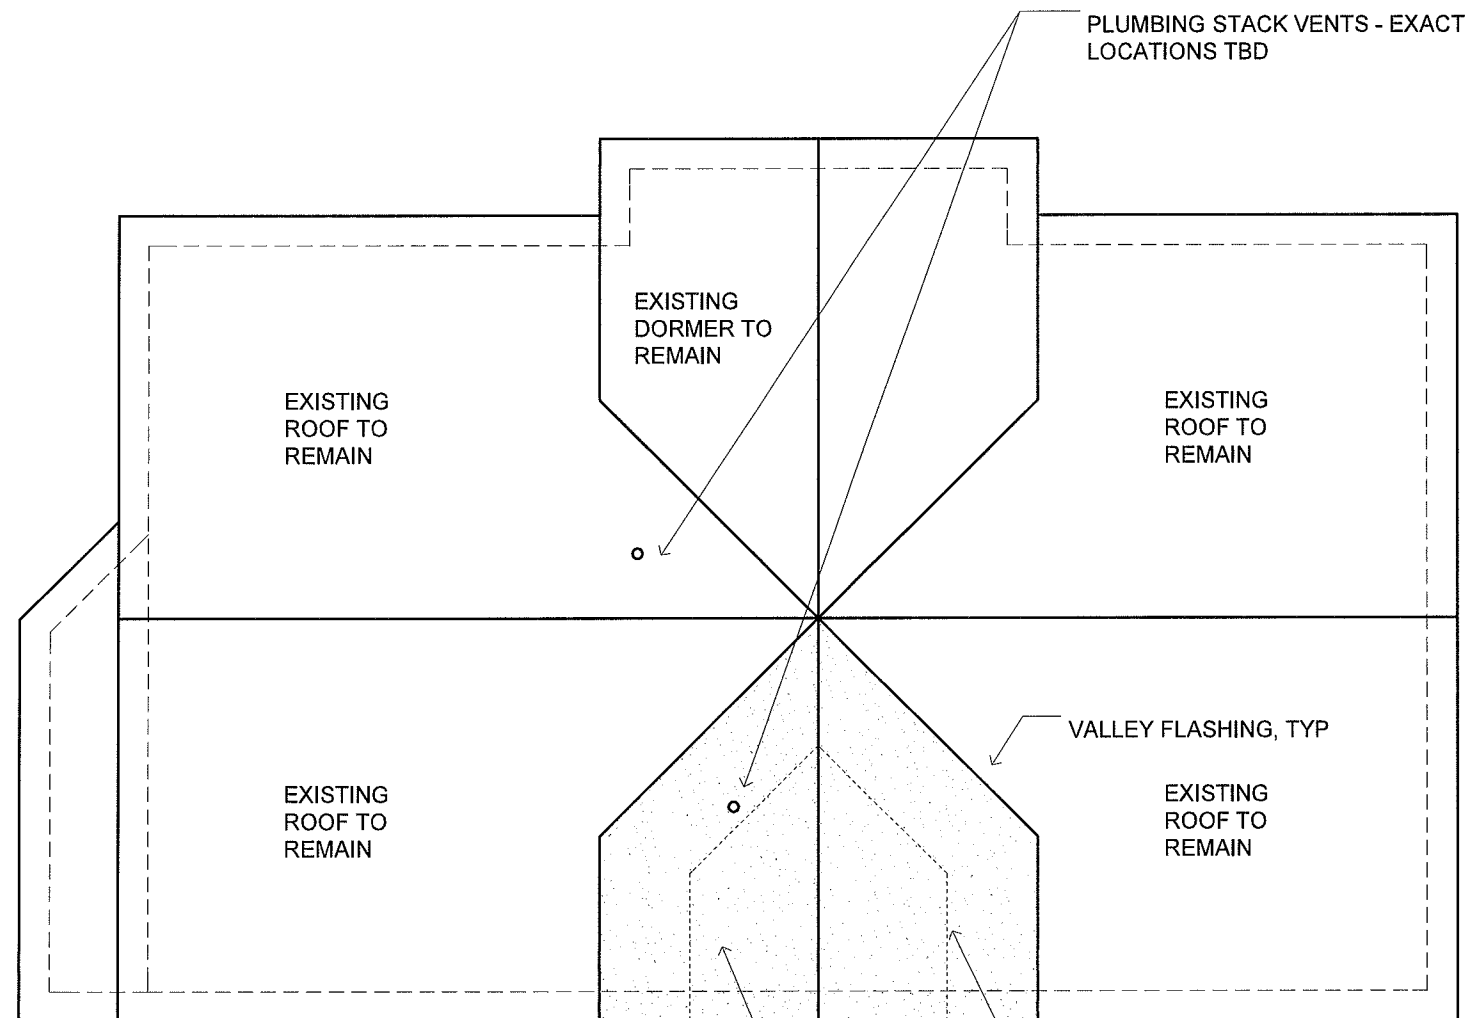 PLUMBING STACK VENTS - EXACT
LOCATIONS TBD
EXISTING
DORMER TO
REMAIN
EXISTING
ROOF TO
REMAIN
EXISTING
ROOF TO
REMAIN
VALLEY FLASHING, TYP
EXISTING
ROOF TO
REMAIN
EXISTING
ROOF TO
REMAIN